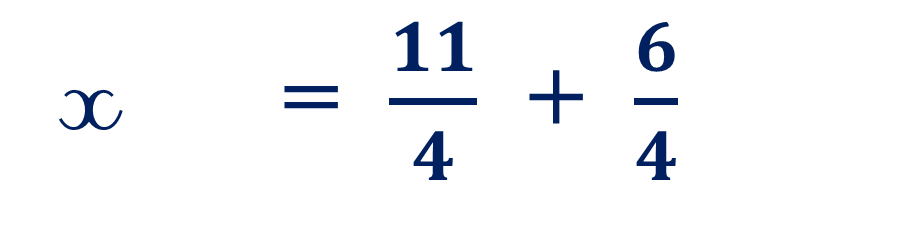 x = 11/4 + 6/4